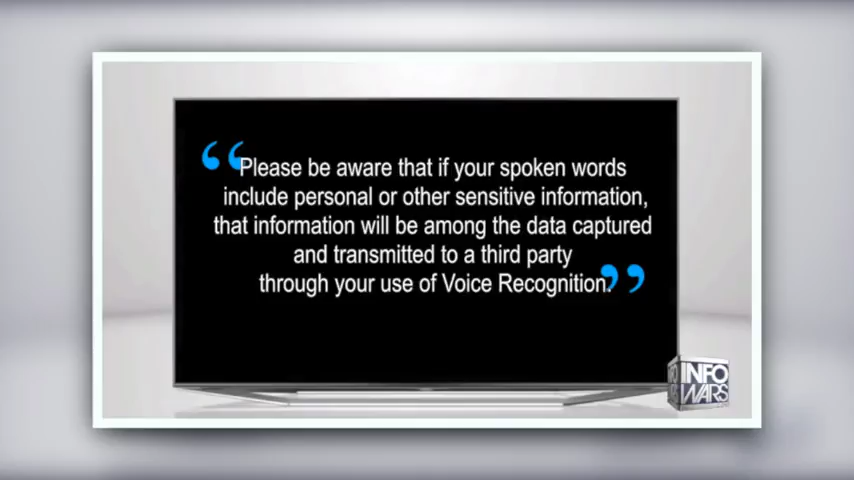 “Please be aware that if your spoken words
include personal or other sensitive information,
that information will be among the data captured
and transmitted to a third party
through your use of Voice Recognition.”
INFO
WARS